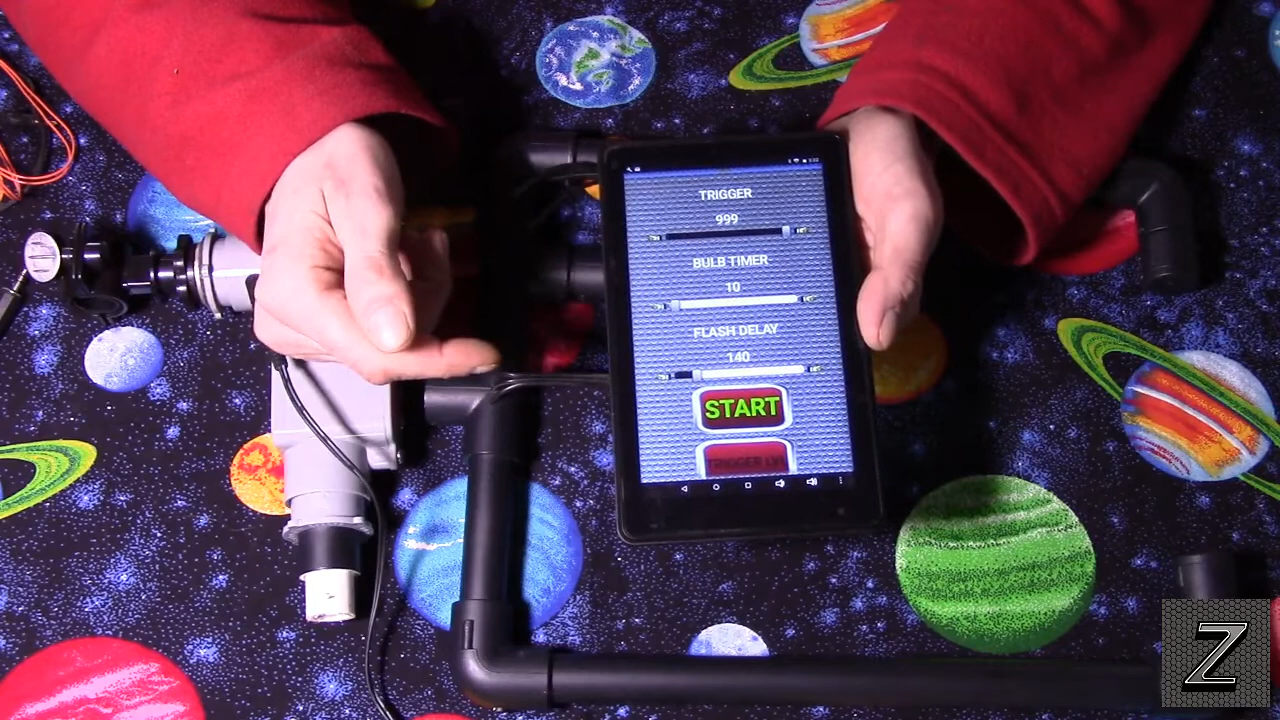 TRIGGER
999
BULB TIMER
10
FLASH DELAY
140
START
Z